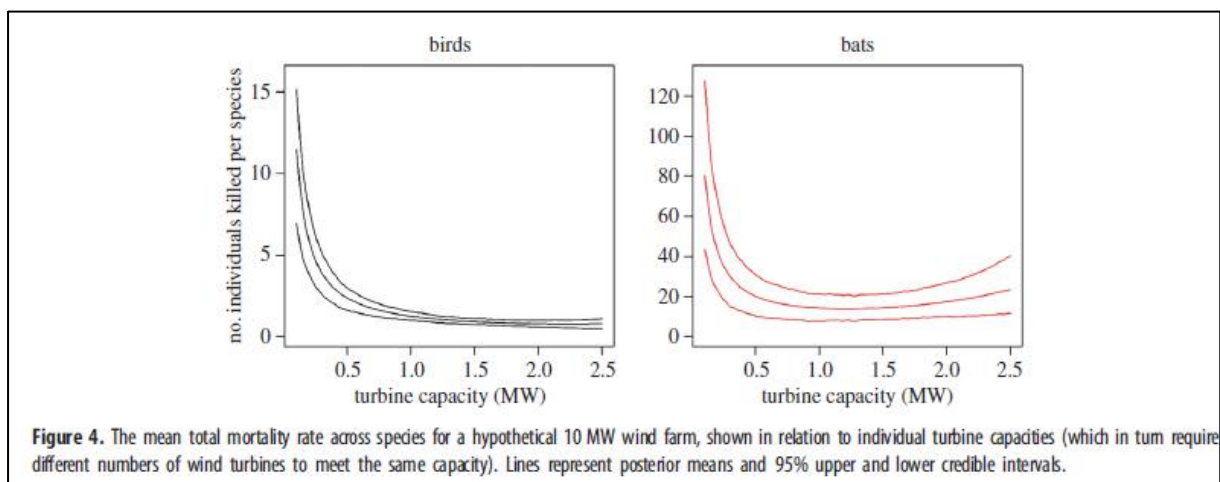 birds
bats
no. individuals killed per species
15
10
5
0
0.5 1.0 1.5 2.0 2.5
turbine capacity (MW)
120
100
80
60
40
20
0
0.5 1.0 1.5 2.0 2.5
turbine capacity (MW)
Figure 4. The mean total mortality rate across species for a hypothetical 10 MW wind farm, shown in relation to individual turbine capacities (which in turn require
different numbers of wind turbines to meet the same capacity). Lines represent posterior means and 95% upper and lower credible intervals.